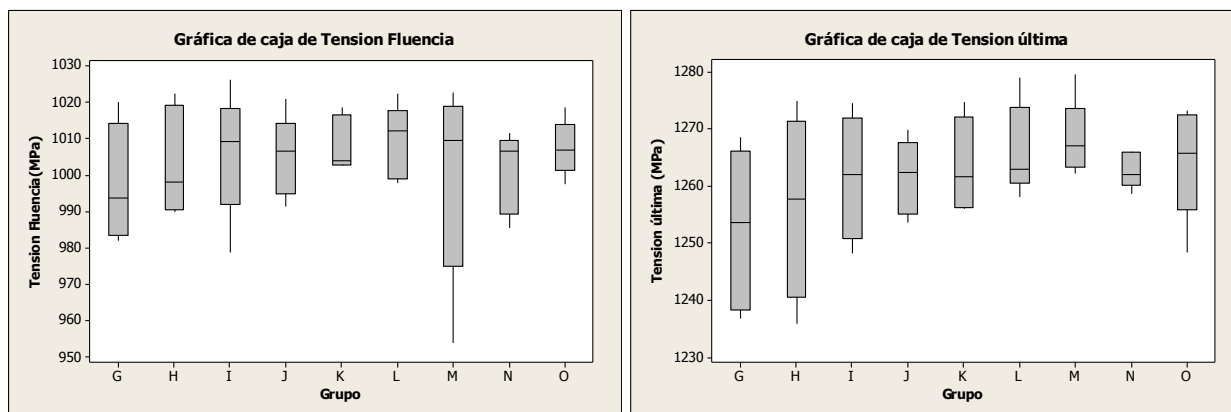 Gráfica de caja de Tension Fluencia
Tension Fluencia(MPa)
1030
1020
1010
1000
990
980
970
960
950
G H I J K L M N O
Grupo
Gráfica de caja de Tension última
Tension última (MPa)
1280
1270
1260
1250
1240
1230
G H I J K L M N O
Grupo